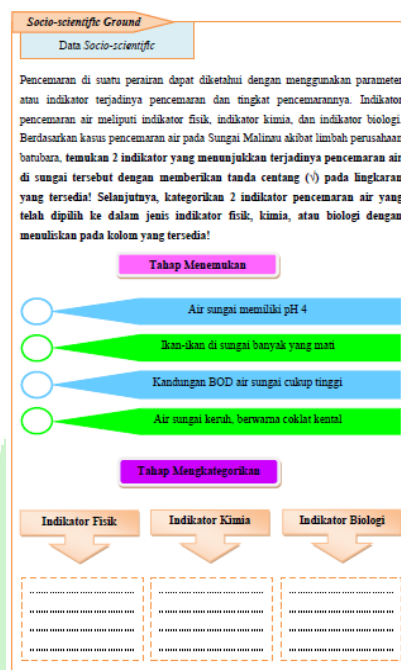 Socio-scientific Ground
Data Socio-scientific
Pencemaran di suatu perairan dapat diketahui dengan menggunakan parameter
atau indikator terjadinya pencemaran dan tingkat pencemarannya. Indikator
pencemaran air meliputi indikator fisik, indikator kimia, dan indikator biologi.
Berdasarkan kasus pencemaran air pada Sungai Malinau akibat limbah perusahaan
batubara, temukan 2 indikator yang menunjukkan terjadinya pencemaran air
di sungai tersebut dengan memberikan tanda centang (√) pada lingkaran
yang tersedia! Selanjutnya, kategorikan 2 indikator pencemaran air yang
telah dipilih ke dalam jenis indikator fisik, kimia, atau biologi dengan
menuliskan pada kolom yang tersedia!
Tahap Menemukan
Air sungai memiliki pH 4
Ikan-ikan di sungai banyak yang mati
Kandungan BOD air sungai cukup tinggi
Air sungai keruh, berwarna coklat kental
Tahap Mengkategorikan
Indikator Fisik
Indikator Kimia
Indikator Biologi